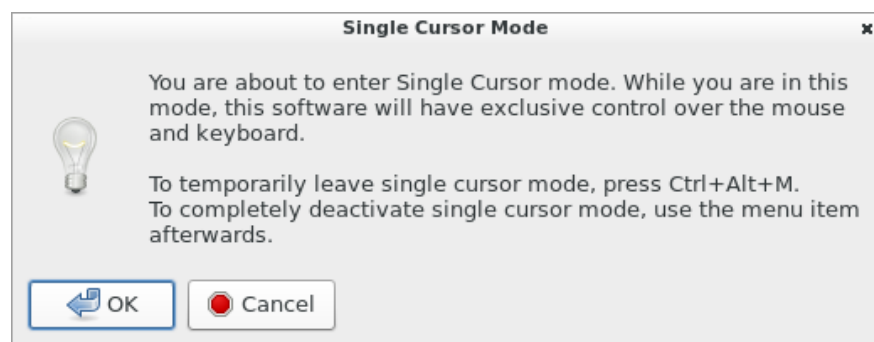 Single Cursor Mode
You are about to enter Single Cursor mode. While you are in this
mode, this software will have exclusive control over the mouse
and keyboard.
To temporarily leave single cursor mode, press Ctrl+Alt+M.
To completely deactivate single cursor mode, use the menu item
afterwards.
OK
Cancel